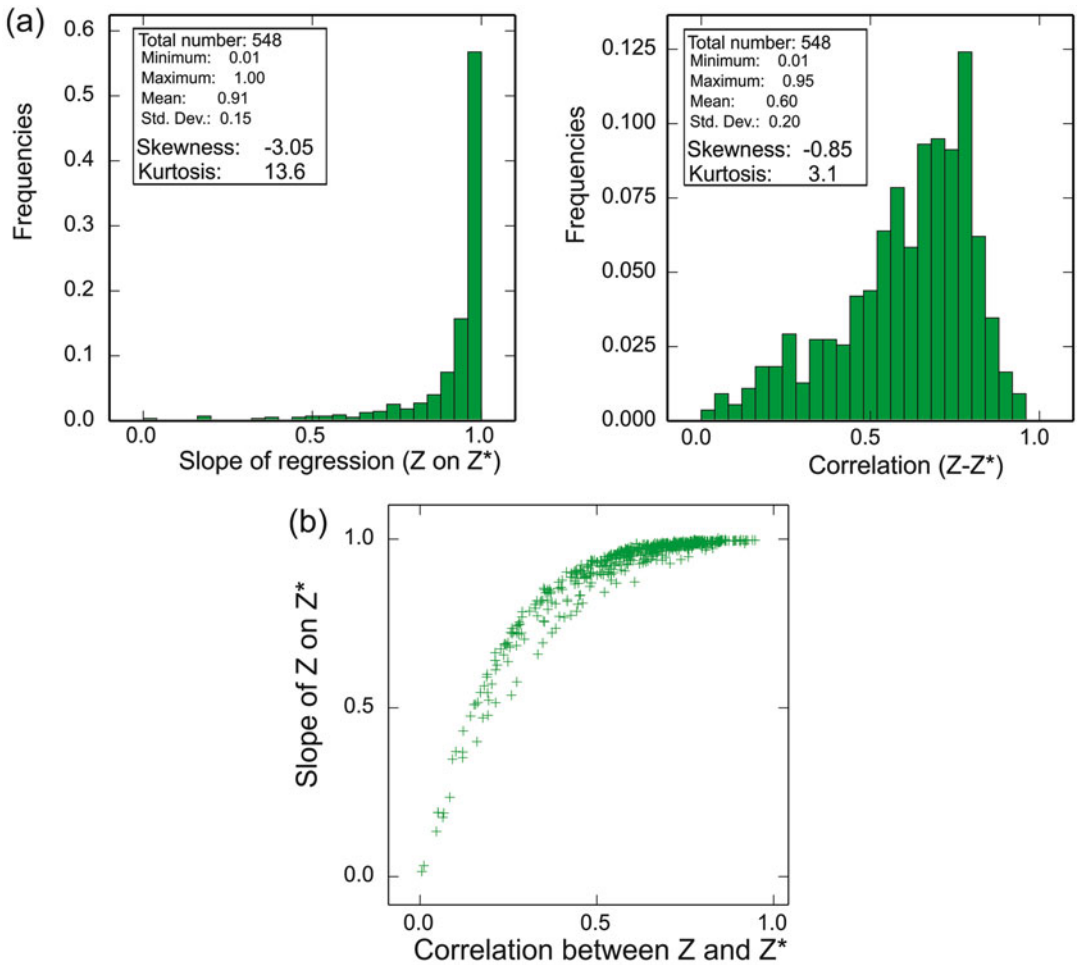 (a)
0.6
0.5
0.4
0.3
0.2
0.1
0.0
Frequencies
Total number: 548
Minimum: 0.01
Maximum: 1.00
Mean: 0.91
Std. Dev.: 0.15
Skewness: -3.05
Kurtosis: 13.6
0.0 0.5 1.0
Slope of regression (Z on Z*)
0.125
0.100
0.075
0.050
0.025
0.000
Frequencies
Total number: 548
Minimum: 0.01
Maximum: 0.95
Mean: 0.60
Std. Dev.: 0.20
Skewness: -0.85
Kurtosis: 3.1
0.0 0.5 1.0
Correlation (Z-Z*)
(b)
1.0
0.5
0.0
Slope of Z on Z*
0.0 0.5 1.0
Correlation between Z and Z*